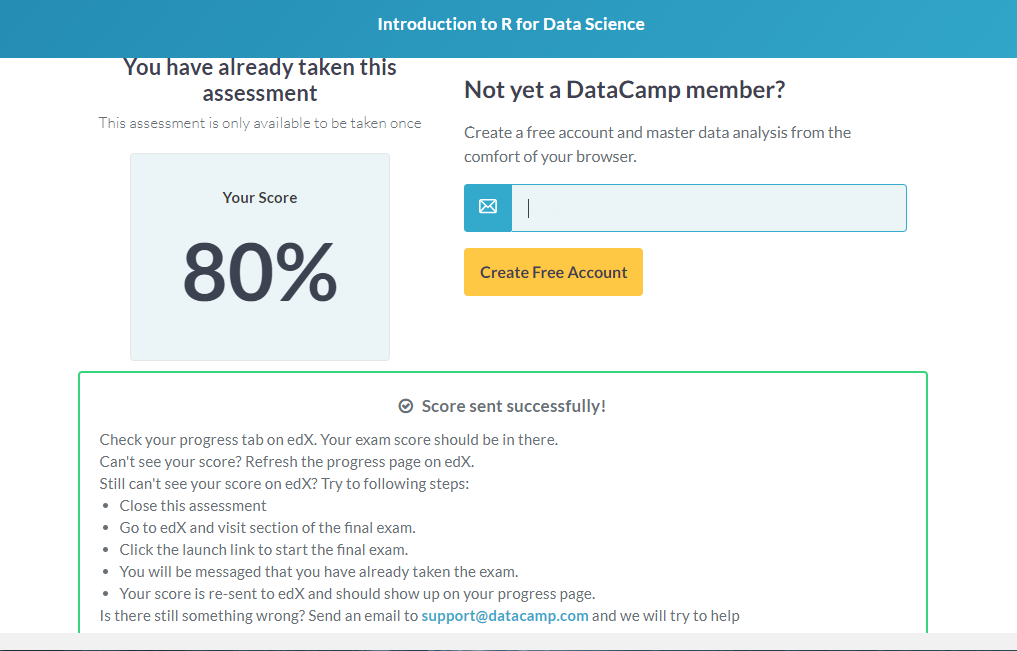 Introduction to R for Data Science
You have already taken this
assessment
This assessment is only available to be taken once
Your Score
80%
Not yet a DataCamp member?
Create a free account and master data analysis from the
comfort of your browser.
Create Free Account
Score sent successfully!
Check your progress tab on edX. Your exam score should be in there.
Can't see your score? Refresh the progress page on edX.
Still can't see your score on edX? Try to following steps:
• Close this assessment
• Go to edX and visit section of the final exam.
• Click the launch link to start the final exam.
• You will be messaged that you have already taken the exam.
• Your score is re-sent to edX and should show up on your progress page.
Is there still something wrong? Send an email to support@datacamp.com and we will try to help